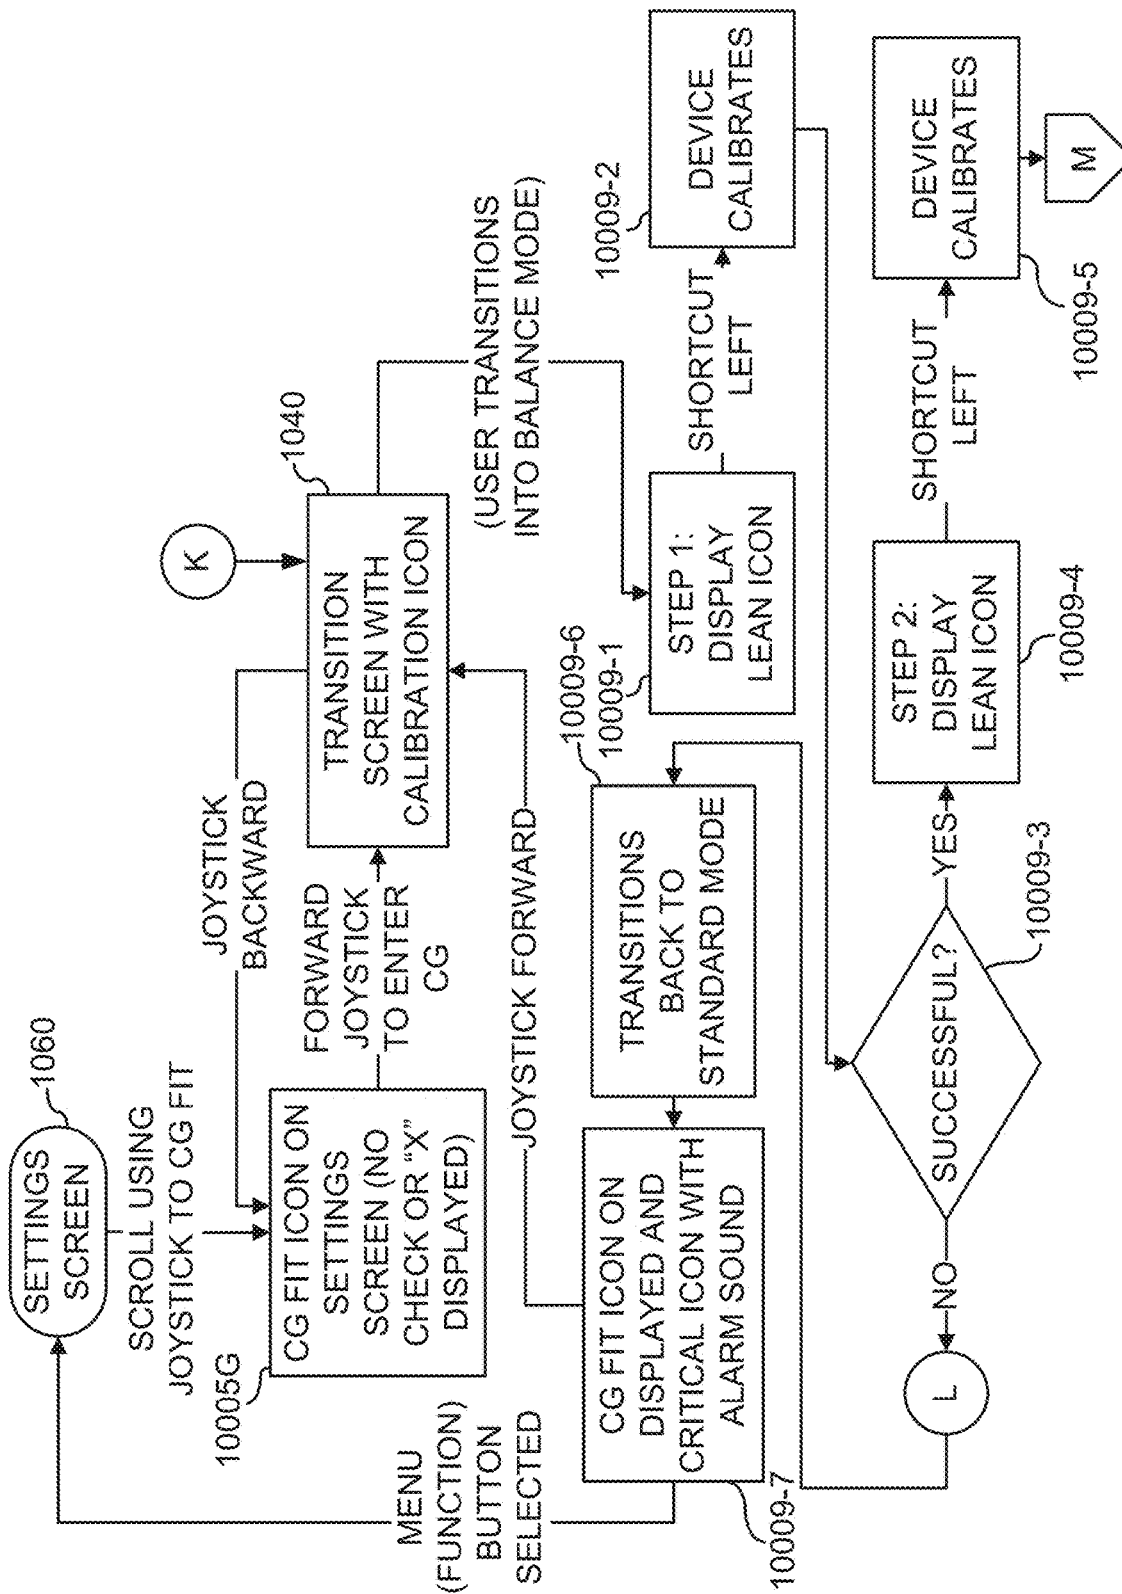 SETTINGS
SCREEN
1060
SCROLL USING
JOYSTICK TO CG FIT
10005G
CG FIT ICON ON
SETTINGS
SCREEN (NO
CHECK OR "X"
DISPLAYED)
JOYSTICK
BACKWARD
FORWARD
JOYSTICK
TO ENTER
CG
K
1040
TRANSITION
SCREEN WITH
CALIBRATION ICON
(USER TRANSITIONS
INTO BALANCE MODE)
MENU
(FUNCTION)
BUTTON
SELECTED
JOYSTICK FORWARD
10009-7
CG FIT ICON ON
DISPLAYED AND
CRITICAL ICON WITH
ALARM SOUND
10009-6
TRANSITIONS
BACK TO
STANDARD MODE
10009-1
STEP 1:
DISPLAY
LEAN ICON
SHORTCUT
LEFT
10009-2
DEVICE
CALIBRATES
L
NO
SUCCESSFUL?
10009-3
YES
STEP 2:
DISPLAY
LEAN ICON
10009-4
SHORTCUT
LEFT
DEVICE
CALIBRATES
10009-5
M